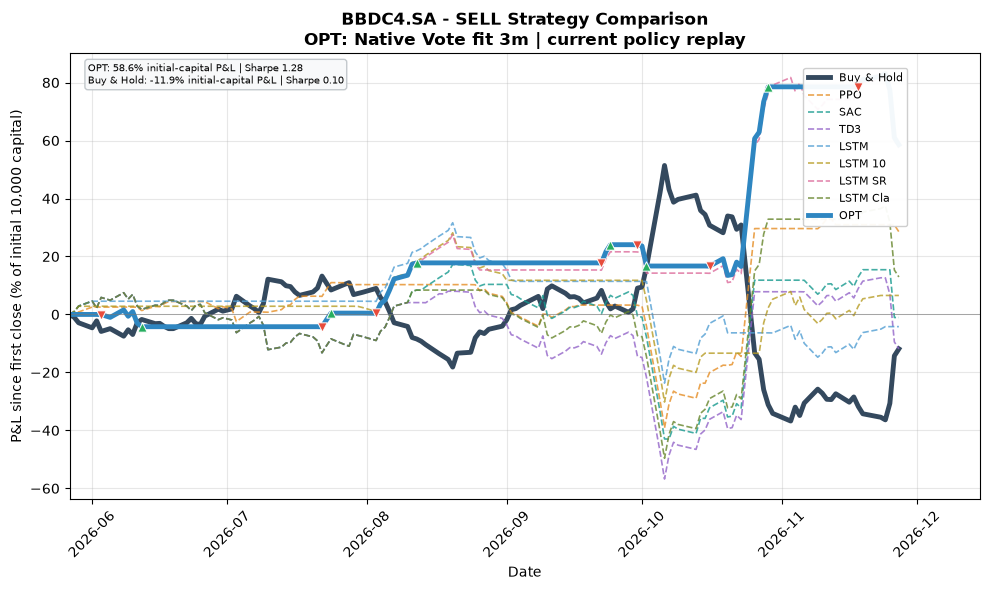 BBDC4.SA - SELL Strategy Comparison
OPT: Native Vote fit 3m | current policy replay
OPT: 58.6% initial-capital P&L | Sharpe 1.28
Buy & Hold: -11.9% initial-capital P&L | Sharpe 0.10
Buy & Hold
PPO
SAC
TD3
LSTM
LSTM 10
LSTM SR
LSTM Cla
OPT
P&L since first close (% of initial 10,000 capital)
80
60
40
20
0
−20
−40
−60
2026-06
2026-07
2026-08
2026-09
2026-10
2026-11
2026-12
Date